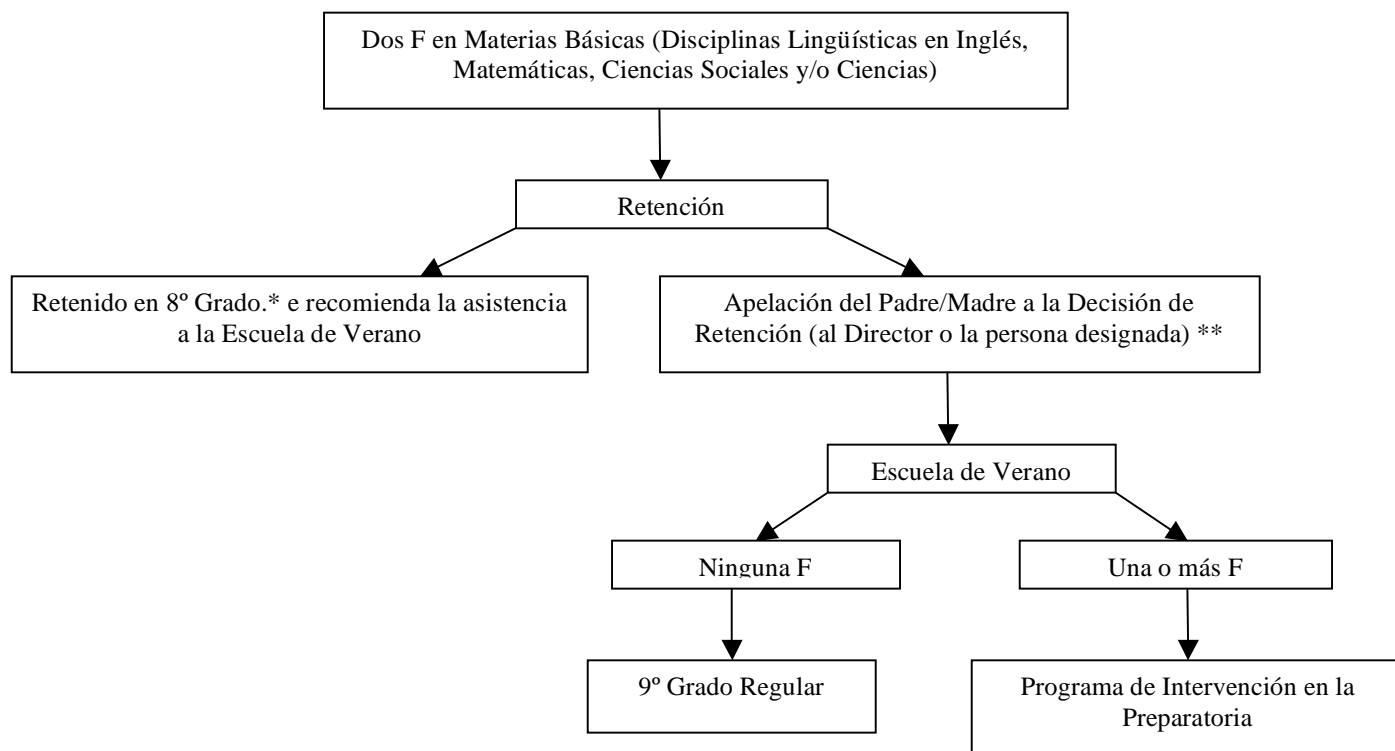 Dos F en Materias Básicas (Disciplinas Lingüísticas en Inglés,
Matemáticas, Ciencias Sociales y/o Ciencias)
Retención
Retenido en 8º Grado.* e recomienda la asistencia
a la Escuela de Verano
Apelación del Padre/Madre a la Decisión de
Retención (al Director o la persona designada) **
Escuela de Verano
Ninguna F
Una o más F
9º Grado Regular
Programa de Intervención en la
Preparatoria